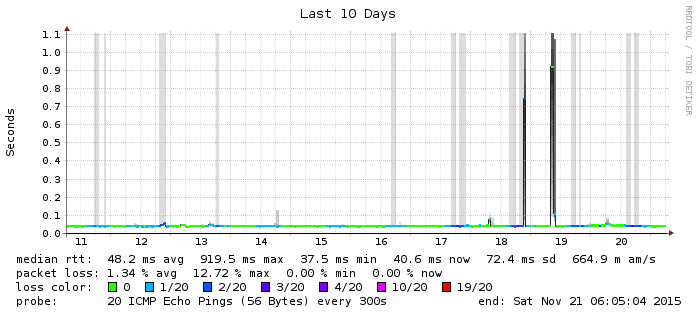 Last 10 Days
RRDTOOL / TOBI OETIKER
Seconds
1.1
1.0
0.9
0.8
0.7
0.6
0.5
0.4
0.3
0.2
0.1
0.0
11 12 13 14 15 16 17 18 19 20
median rtt: 48.2 ms avg 919.5 ms max 37.5 ms min 40.6 ms now 72.4 ms sd 664.9 m am/s
packet loss: 1.34 % avg 12.72 % max 0.00 % min 0.00 % now
loss color: 0 1/20 2/20 3/20 4/20 10/20 19/20
probe: 20 ICMP Echo Pings (56 Bytes) every 300s end: Sat Nov 21 06:05:04 2015